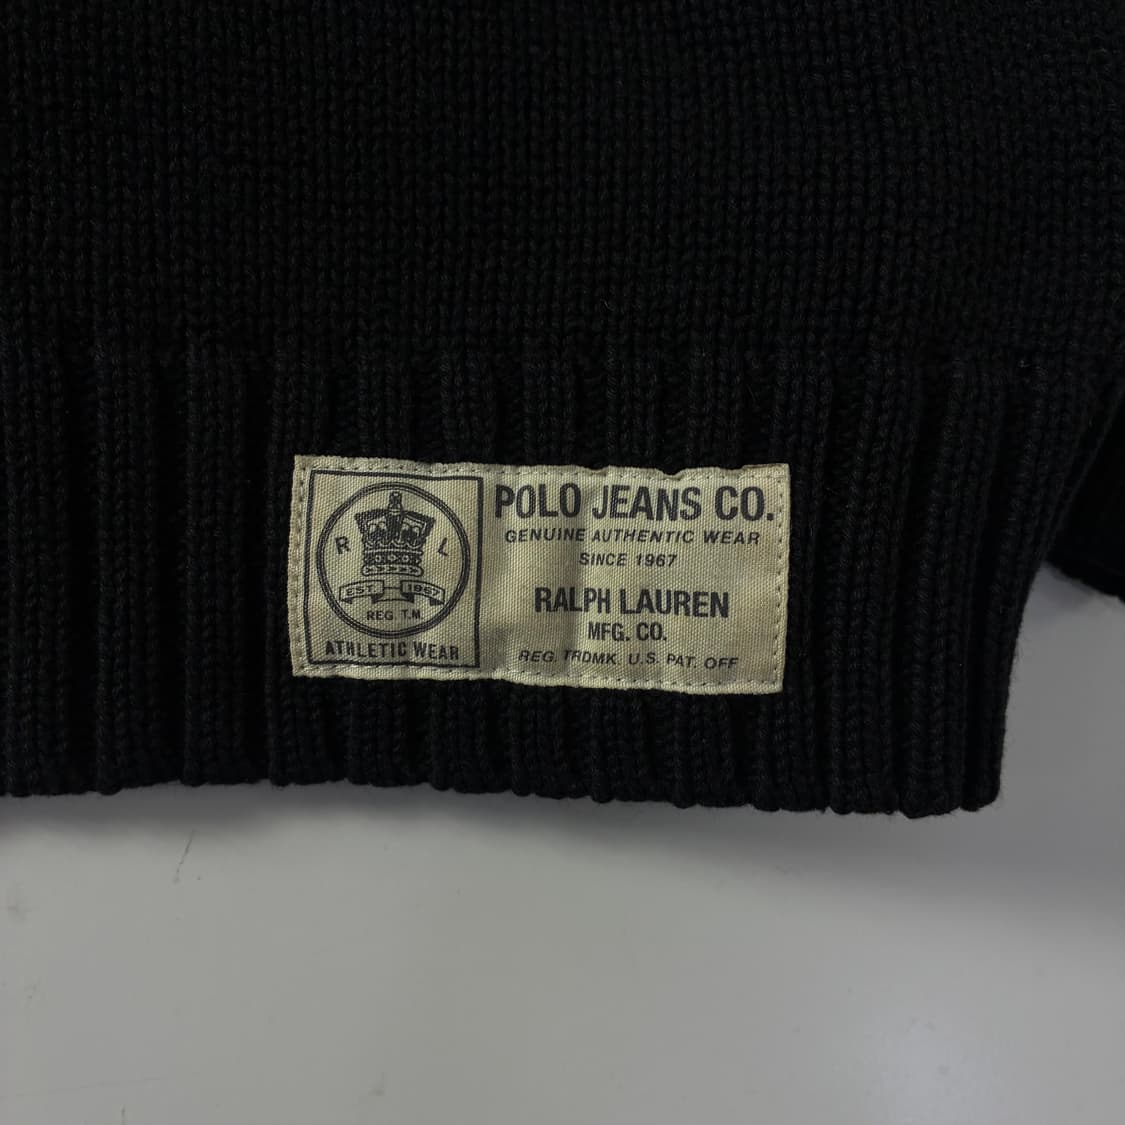 R L
EST 1967
REG. T.M.
ATHLETIC WEAR
POLO JEANS CO.
GENUINE AUTHENTIC WEAR
SINCE 1967
RALPH LAUREN
MFG. CO.
REG. TRDMK. U.S. PAT. OFF